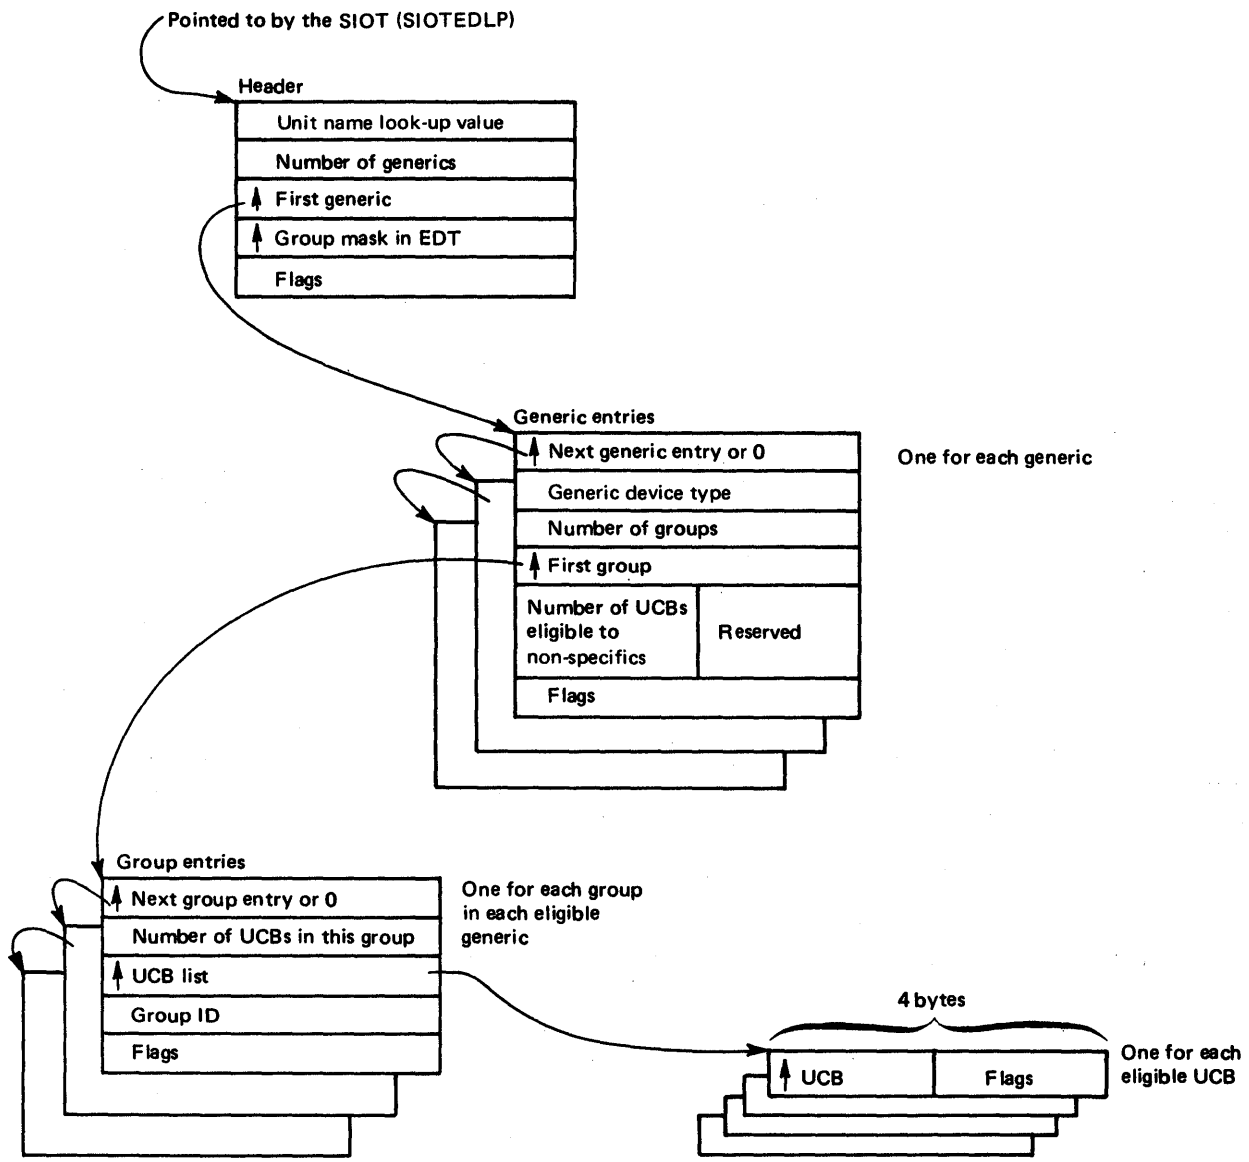 Pointed to by the SIOT (SIOTEDLP)
Header
Unit name look-up value
Number of generics
First generic
Group mask in EDT
Flags
Generic entries
Next generic entry or 0
One for each generic
Generic device type
Number of groups
First group
Number of UCBs
eligible to
non-specifics
Reserved
Flags
Group entries
Next group entry or 0
One for each group
in each eligible
generic
Number of UCBs in this group
UCB list
Group ID
Flags
4 bytes
UCB
Flags
One for each
eligible UCB